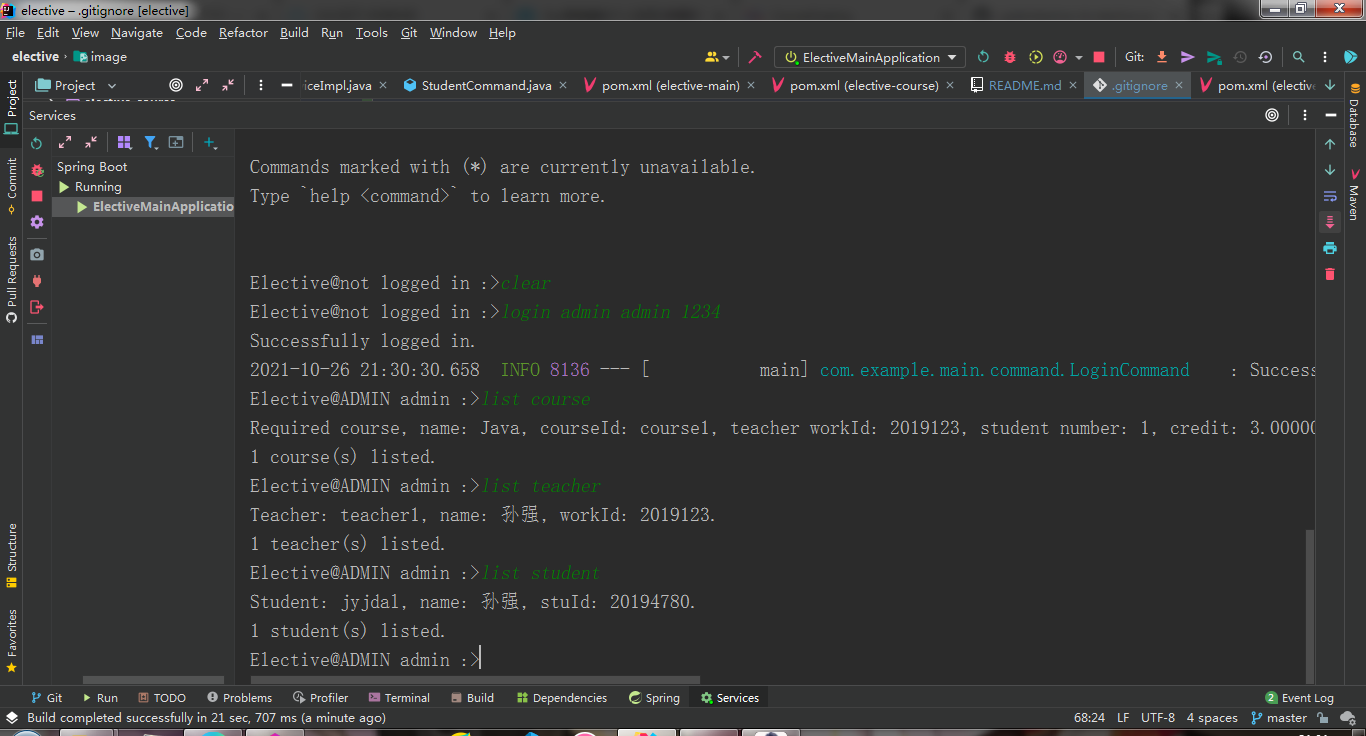 elective – .gitignore [elective]
File Edit View Navigate Code Refactor Build Run Tools Git Window Help
elective image ElectiveMainApplication Git:
Project iceImpl.java StudentCommand.java pom.xml (elective-main) pom.xml (elective-course) README.md .gitignore pom.xml (elective
Services
Project
Commit
Pull Requests
Structure
Favorites
Database
Maven
Spring Boot
Running
ElectiveMainApplicatio
Commands marked with (*) are currently unavailable.
Type `help <command>` to learn more.
Elective@not logged in :>clear
Elective@not logged in :>login admin admin 1234
Successfully logged in.
2021-10-26 21:30:30.658 INFO 8136 --- [ main] com.example.main.command.LoginCommand : Success
Elective@ADMIN admin :>list course
Required course, name: Java, courseId: course1, teacher workId: 2019123, student number: 1, credit: 3.00000
1 course(s) listed.
Elective@ADMIN admin :>list teacher
Teacher: teacher1, name: 孙强, workId: 2019123.
1 teacher(s) listed.
Elective@ADMIN admin :>list student
Student: jyjda1, name: 孙强, stuId: 20194780.
1 student(s) listed.
Elective@ADMIN admin :>
Git Run TODO Problems Profiler Terminal Build Dependencies Spring Services 2 Event Log
Build completed successfully in 21 sec, 707 ms (a minute ago) 68:24 LF UTF-8 4 spaces master